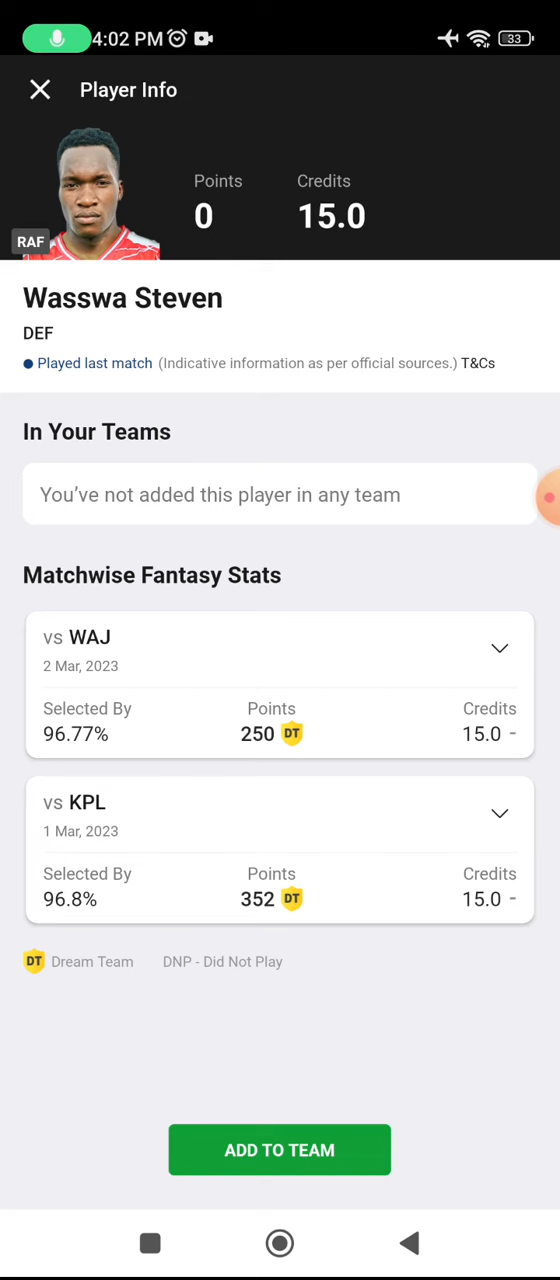 4:02 PM 33
Player Info
Points Credits
0 15.0
RAF
Wasswa Steven
DEF
Played last match (Indicative information as per official sources.) T&Cs
In Your Teams
You’ve not added this player in any team
Matchwise Fantasy Stats
vs WAJ
2 Mar, 2023
Selected By Points Credits
96.77% 250 DT 15.0 -
vs KPL
1 Mar, 2023
Selected By Points Credits
96.8% 352 DT 15.0 -
DT Dream Team DNP - Did Not Play
ADD TO TEAM